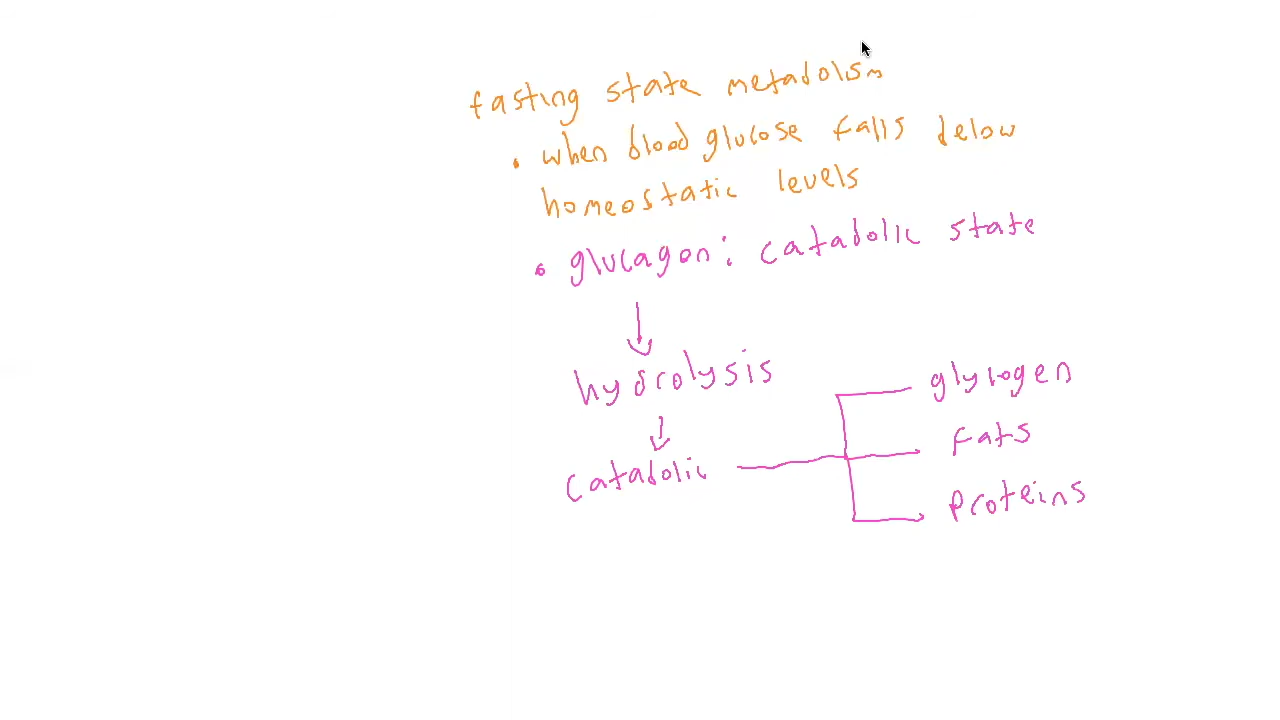 fasting state metabolism
• when blood glucose falls below
homeostatic levels
• glucagon: catabolic state
hydrolysis
catabolic
glycogen
fats
proteins